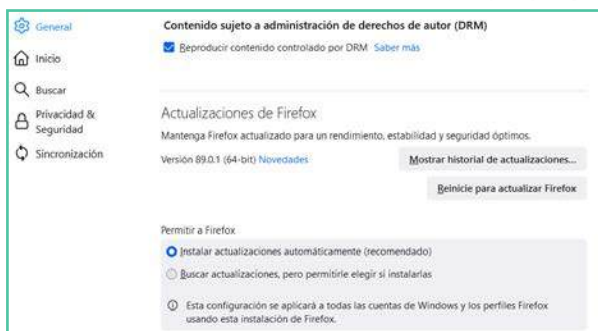 General
Inicio
Buscar
Privacidad &
Seguridad
Sincronización
Contenido sujeto a administración de derechos de autor (DRM)
Reproducir contenido controlado por DRM Saber más
Actualizaciones de Firefox
Mantenga Firefox actualizado para un rendimiento, estabilidad y seguridad óptimos.
Versión 89.0.1 (64-bit) Novedades
Mostrar historial de actualizaciones...
Reinicie para actualizar Firefox
Permitir a Firefox
Instalar actualizaciones automáticamente (recomendado)
Buscar actualizaciones, pero permitirle elegir si instalarlas
Esta configuración se aplicará a todas las cuentas de Windows y los perfiles Firefox
usando esta instalación de Firefox.